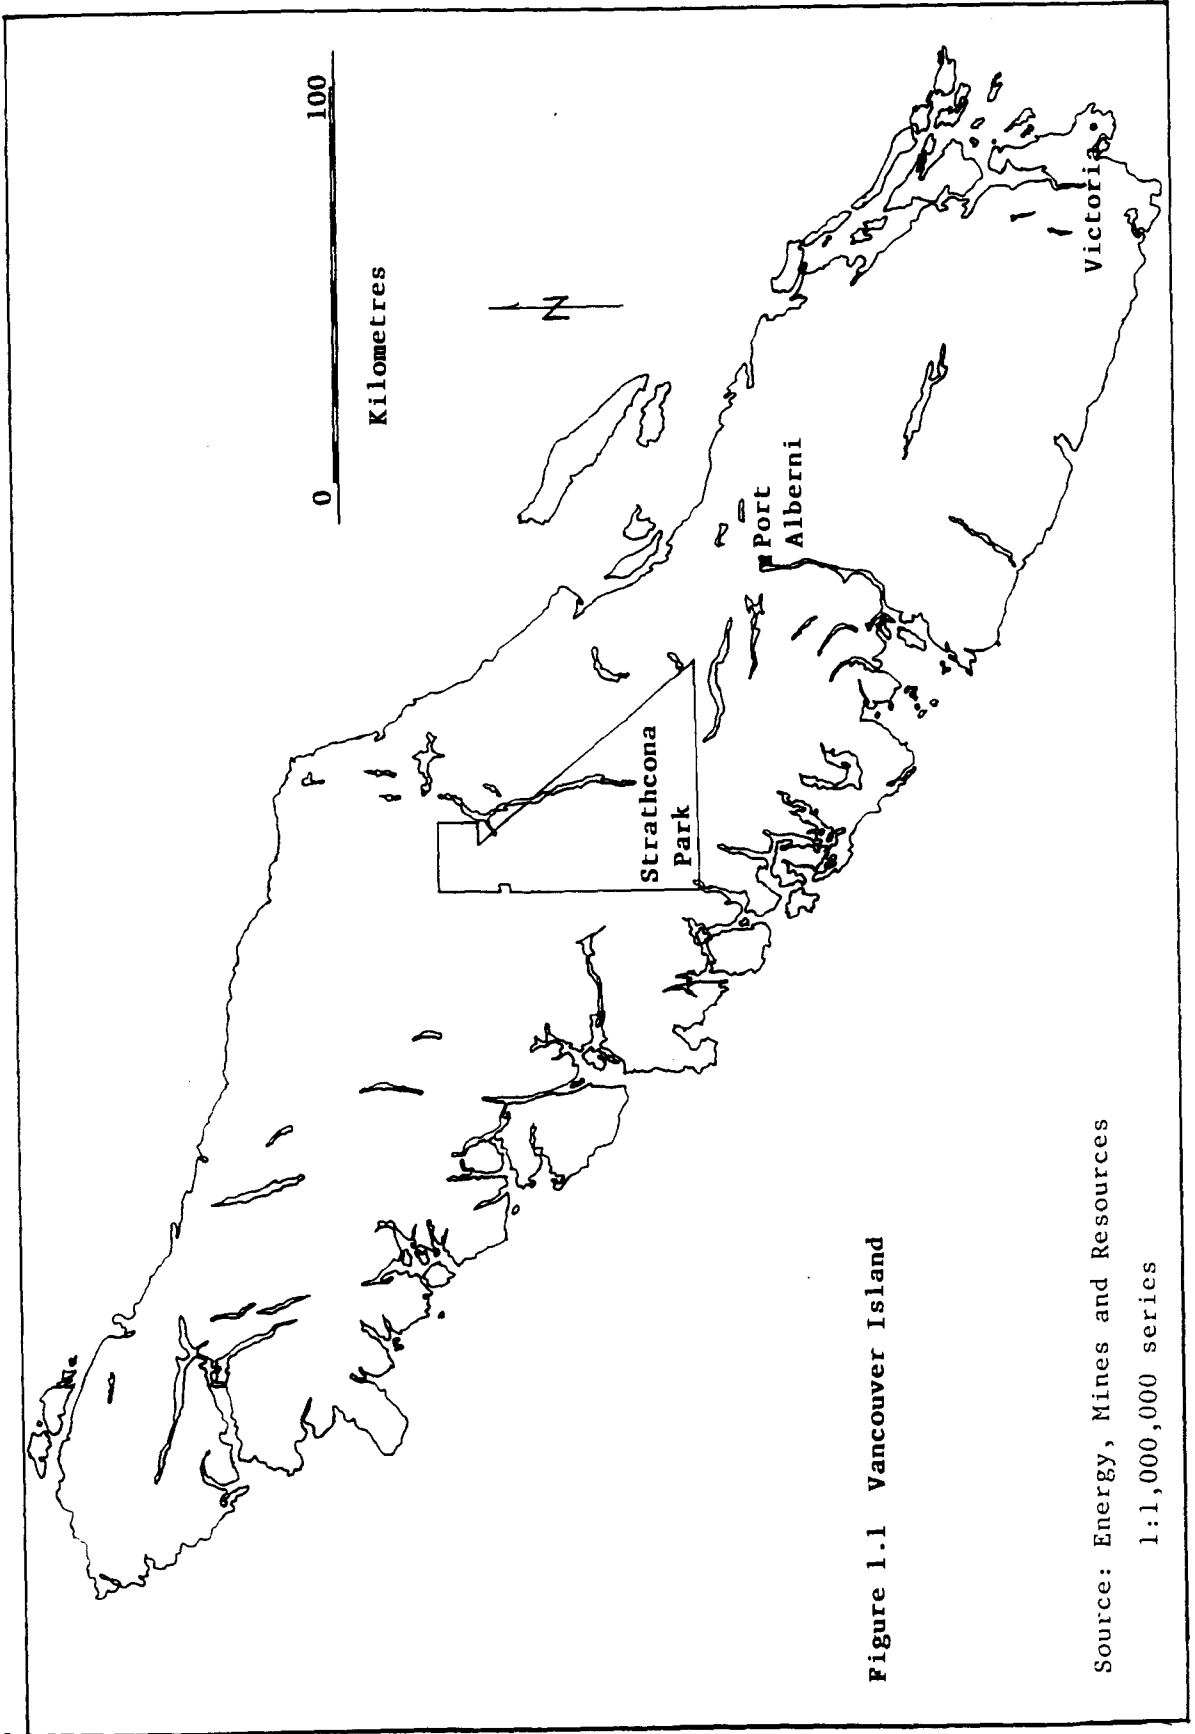 0 100
Kilometres
N
Port
Alberni
Strathcona
Park
Victoria
Figure 1.1 Vancouver Island
Source: Energy, Mines and Resources
1:1,000,000 series